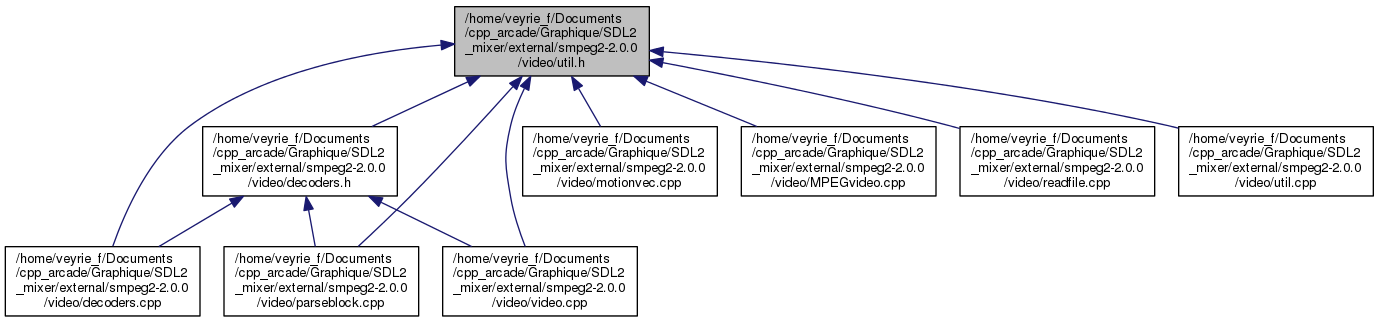 /home/veyrie_f/Documents
/cpp_arcade/Graphique/SDL2
_mixer/external/smpeg2-2.0.0
/video/util.h
/home/veyrie_f/Documents
/cpp_arcade/Graphique/SDL2
_mixer/external/smpeg2-2.0.0
/video/decoders.h
/home/veyrie_f/Documents
/cpp_arcade/Graphique/SDL2
_mixer/external/smpeg2-2.0.0
/video/motionvec.cpp
/home/veyrie_f/Documents
/cpp_arcade/Graphique/SDL2
_mixer/external/smpeg2-2.0.0
/video/MPEGvideo.cpp
/home/veyrie_f/Documents
/cpp_arcade/Graphique/SDL2
_mixer/external/smpeg2-2.0.0
/video/readfile.cpp
/home/veyrie_f/Documents
/cpp_arcade/Graphique/SDL2
_mixer/external/smpeg2-2.0.0
/video/util.cpp
/home/veyrie_f/Documents
/cpp_arcade/Graphique/SDL2
_mixer/external/smpeg2-2.0.0
/video/decoders.cpp
/home/veyrie_f/Documents
/cpp_arcade/Graphique/SDL2
_mixer/external/smpeg2-2.0.0
/video/parseblock.cpp
/home/veyrie_f/Documents
/cpp_arcade/Graphique/SDL2
_mixer/external/smpeg2-2.0.0
/video/video.cpp